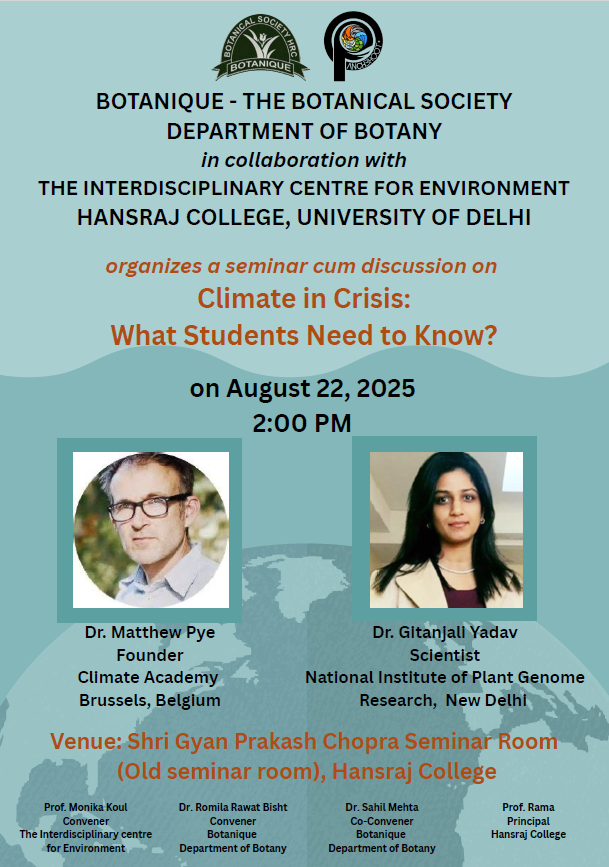 BOTANICAL SOCIETY HRC
BOTANIQUE
BOTANIQUE - THE BOTANICAL SOCIETY
DEPARTMENT OF BOTANY
in collaboration with
THE INTERDISCIPLINARY CENTRE FOR ENVIRONMENT
HANSRAJ COLLEGE, UNIVERSITY OF DELHI
organizes a seminar cum discussion on
Climate in Crisis:
What Students Need to Know?
on August 22, 2025
2:00 PM
Dr. Matthew Pye
Founder
Climate Academy
Brussels, Belgium
Dr. Gitanjali Yadav
Scientist
National Institute of Plant Genome
Research, New Delhi
Venue: Shri Gyan Prakash Chopra Seminar Room
(Old seminar room), Hansraj College
Prof. Monika Koul
Convener
The Interdisciplinary centre
for Environment
Dr. Romila Rawat Bisht
Convener
Botanique
Department of Botany
Dr. Sahil Mehta
Co-Convener
Botanique
Department of Botany
Prof. Rama
Principal
Hansraj College